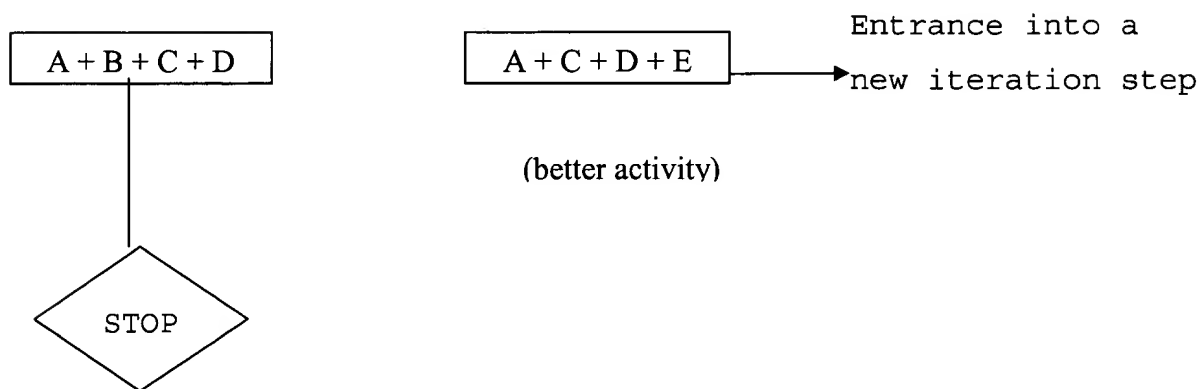 A + B + C + D
A + C + D + E
Entrance into a
new iteration step
(better activity)
STOP